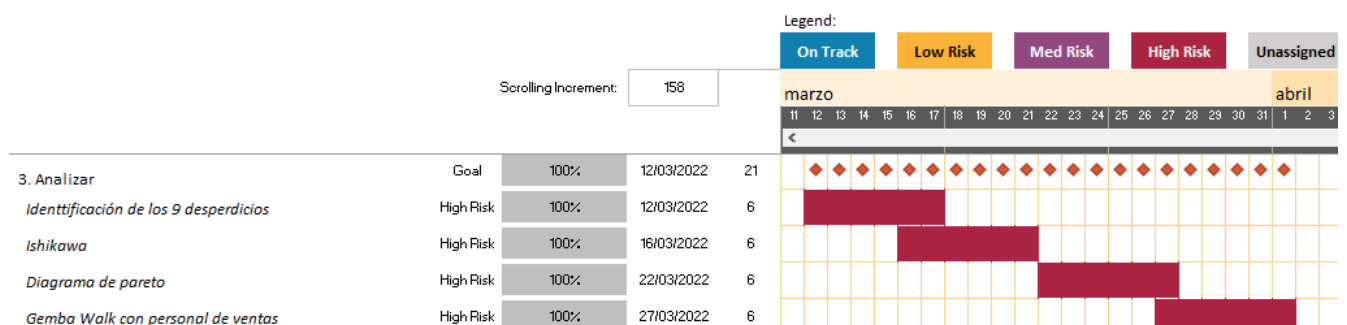 Legend:
On Track Low Risk Med Risk High Risk Unassigned
Scrolling Increment: 158
marzo abril
11 12 13 14 15 16 17 18 19 20 21 22 23 24 25 26 27 28 29 30 31 1 2 3
<
3. Analizar Goal 100% 12/03/2022 21
Identtificación de los 9 desperdicios High Risk 100% 12/03/2022 6
Ishikawa High Risk 100% 16/03/2022 6
Diagrama de pareto High Risk 100% 22/03/2022 6
Gemba Walk con personal de ventas High Risk 100% 27/03/2022 6